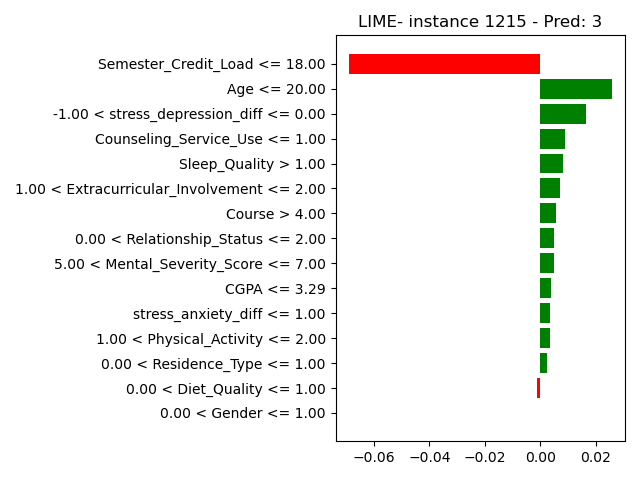 LIME- instance 1215 - Pred: 3
Semester_Credit_Load <= 18.00
Age <= 20.00
-1.00 < stress_depression_diff <= 0.00
Counseling_Service_Use <= 1.00
Sleep_Quality > 1.00
1.00 < Extracurricular_Involvement <= 2.00
Course > 4.00
0.00 < Relationship_Status <= 2.00
5.00 < Mental_Severity_Score <= 7.00
CGPA <= 3.29
stress_anxiety_diff <= 1.00
1.00 < Physical_Activity <= 2.00
0.00 < Residence_Type <= 1.00
0.00 < Diet_Quality <= 1.00
0.00 < Gender <= 1.00
−0.06 −0.04 −0.02 0.00 0.02